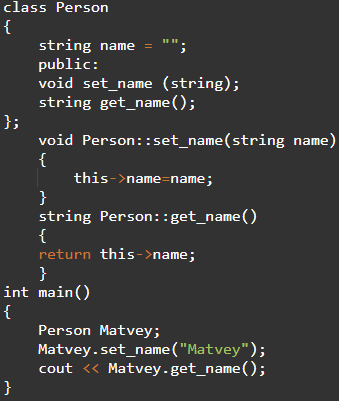 class Person
{
    string name = "";
    public:
    void set_name (string);
    string get_name();
};
    void Person::set_name(string name)
    {
        this->name=name;
    }
    string Person::get_name()
    {
    return this->name;
    }
int main()
{
    Person Matvey;
    Matvey.set_name("Matvey");
    cout << Matvey.get_name();
}